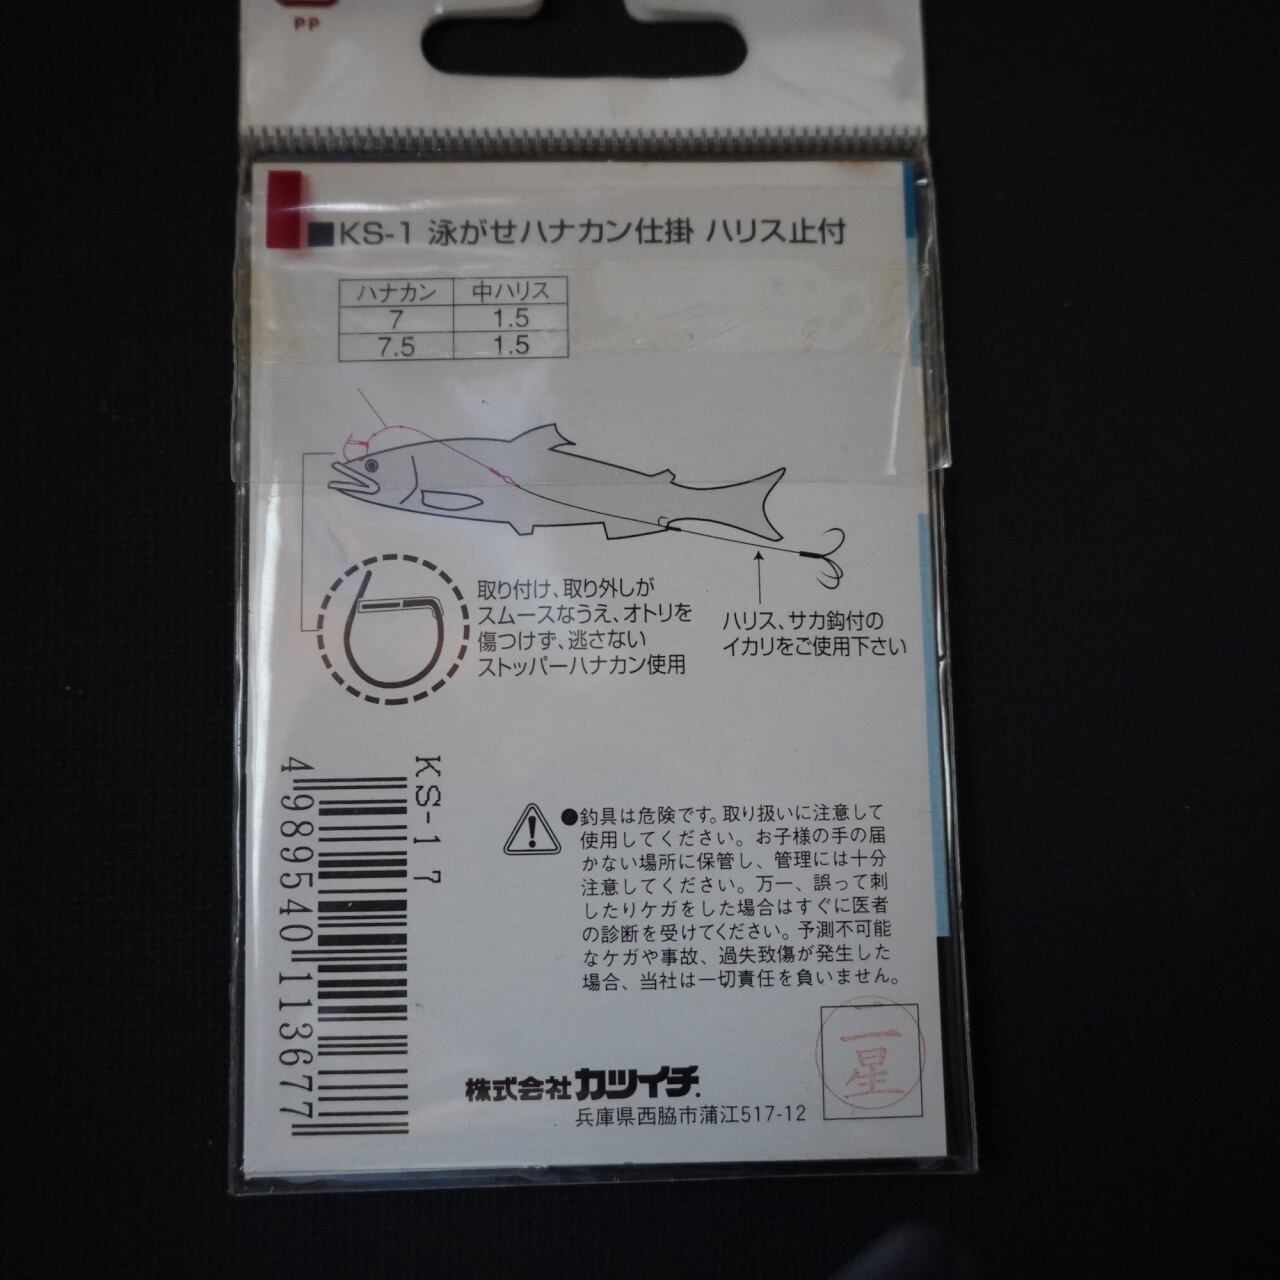 PP
■KS-1 泳がせハナカン仕掛 ハリス止付
ハナカン 中ハリス
7 1.5
7.5 1.5
取り付け、取り外しが
スムースなうえ、オトリを
傷つけず、逃さない
ストッパーハナカン使用
ハリス、サカ鈎付の
イカリをご使用下さい
KS-1 7
4989540113677
●釣具は危険です。取り扱いに注意して
使用してください。お子様の手の届
かない場所に保管し、管理には十分
注意してください。万一、誤って刺
したりケガをした場合はすぐに医者
の診断を受けてください。予測不可能
なケガや事故、過失致傷が発生した
場合、当社は一切責任を負いません。
株式会社カツイチ.
兵庫県西脇市蒲江517-12
一星